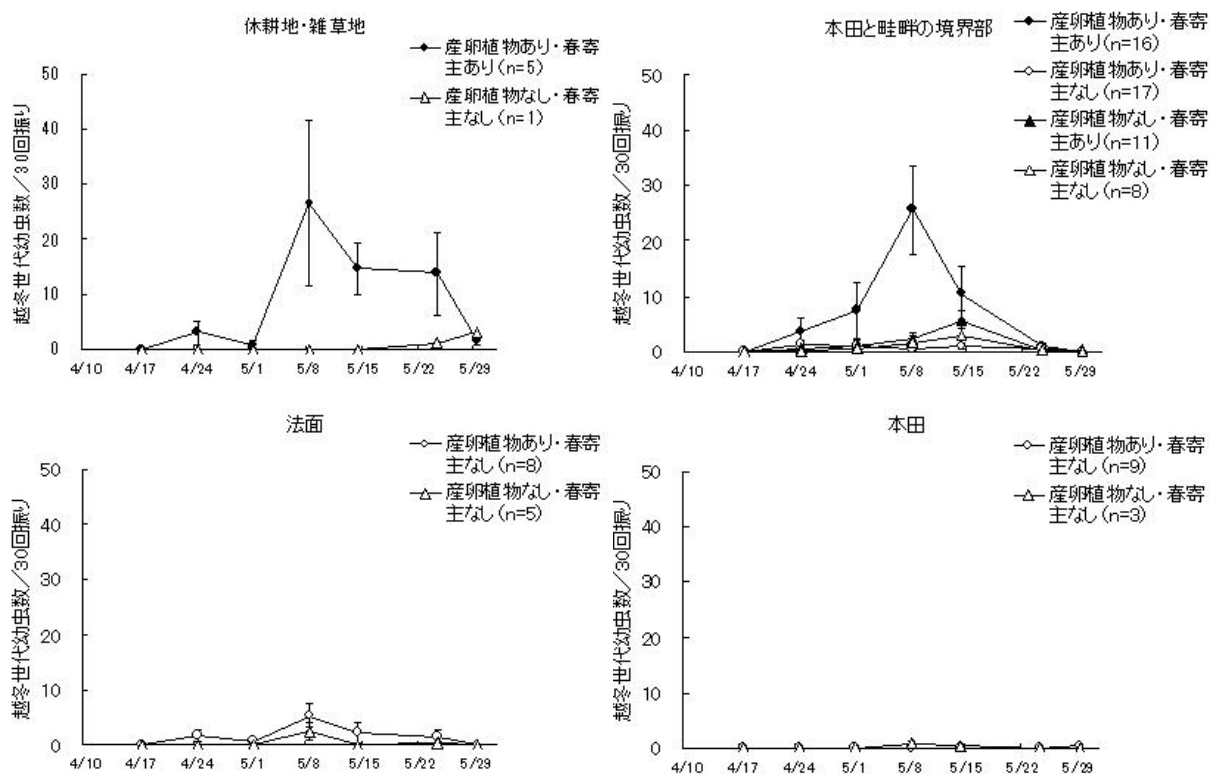 休耕地・雑草地
産卵植物あり・春寄
主あり(n=5)
産卵植物なし・春寄
主なし(n=1)
越冬世代幼虫数/30回振り
50
40
30
20
10
0
4/10 4/17 4/24 5/1 5/8 5/15 5/22 5/29
本田と畦畔の境界部
産卵植物あり・春寄
主あり(n=16)
産卵植物あり・春寄
主なし(n=17)
産卵植物なし・春寄
主あり(n=11)
産卵植物なし・春寄
主なし(n=8)
越冬世代幼虫数/30回振り
50
40
30
20
10
0
4/10 4/17 4/24 5/1 5/8 5/15 5/22 5/29
法面
産卵植物あり・春寄
主なし(n=8)
産卵植物なし・春寄
主なし(n=5)
越冬世代幼虫数/30回振り
50
40
30
20
10
0
4/10 4/17 4/24 5/1 5/8 5/15 5/22 5/29
本田
産卵植物あり・春寄
主なし(n=9)
産卵植物なし・春寄
主なし(n=3)
越冬世代幼虫数/30回振り
50
40
30
20
10
0
4/10 4/17 4/24 5/1 5/8 5/15 5/22 5/29